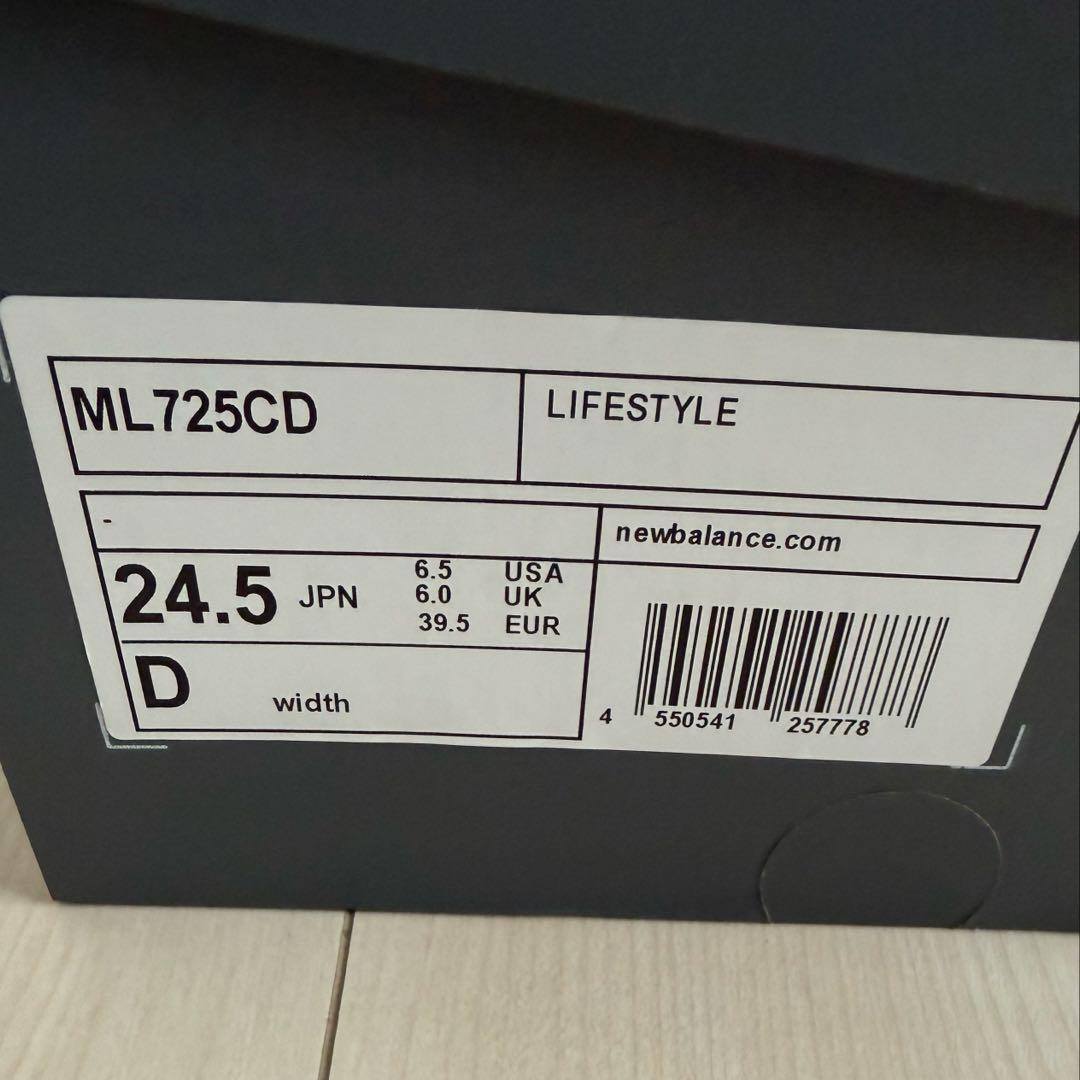 ML725CD
LIFESTYLE
-
newbalance.com
24.5 JPN
6.5 USA
6.0 UK
39.5 EUR
D width
4 550541 257778